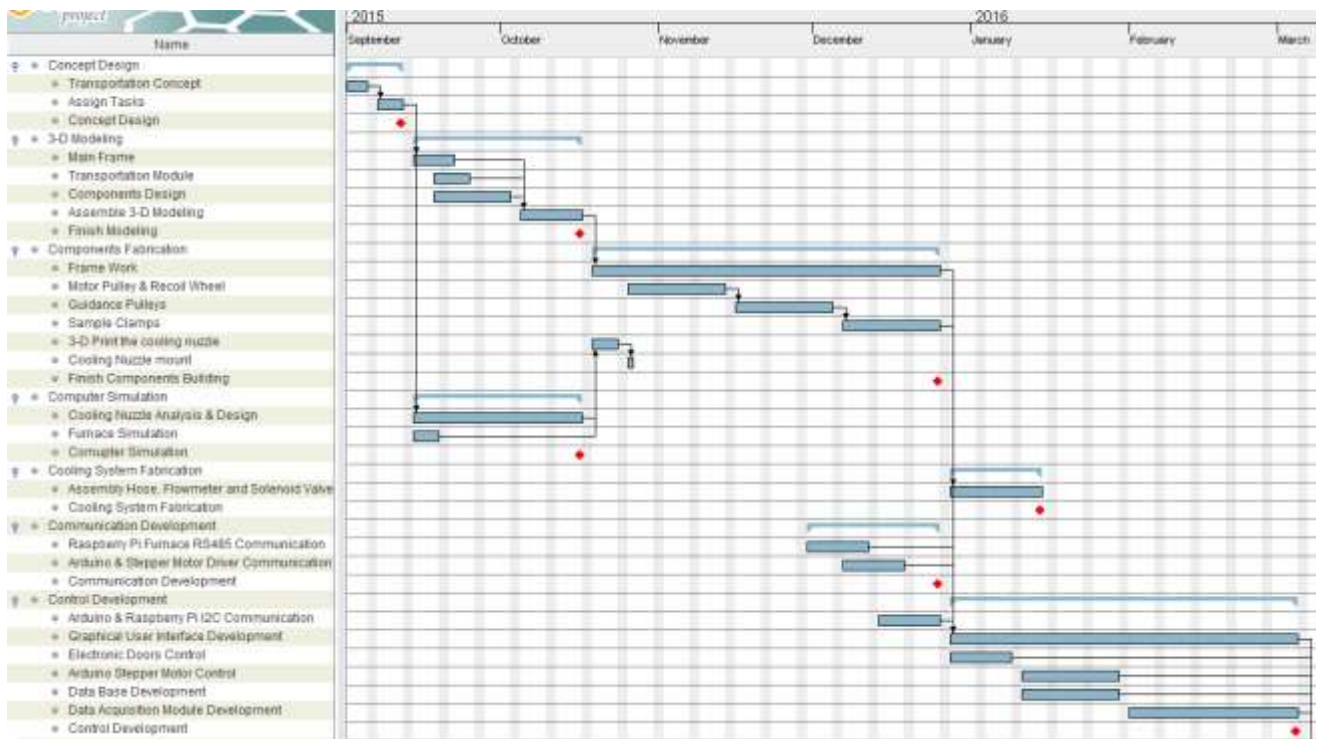 project
2015
2016
Name
September
October
November
December
January
February
March
Concept Design
Transportation Concept
Assign Tasks
Concept Design
3-D Modeling
Main Frame
Transportation Module
Components Design
Assemble 3-D Modeling
Finish Modeling
Components Fabrication
Frame Work
Motor Pulley & Recoil Wheel
Guidance Pulleys
Sample Clamps
3-D Print the cooling nuzzle
Cooling Nuzzle mount
Finish Components Building
Computer Simulation
Cooling Nuzzle Analysis & Design
Furnace Simulation
Comupter Simulation
Cooling System Fabrication
Assembly Hose, Flowmeter and Solenoid Valve
Cooling System Fabrication
Communication Development
Raspberry Pi Furnace RS485 Communication
Arduino & Stepper Motor Driver Communication
Communication Development
Control Development
Arduino & Raspberry Pi I2C Communication
Graphical User Interface Development
Electronic Doors Control
Arduino Stepper Motor Control
Data Base Development
Data Acquisition Module Development
Control Development